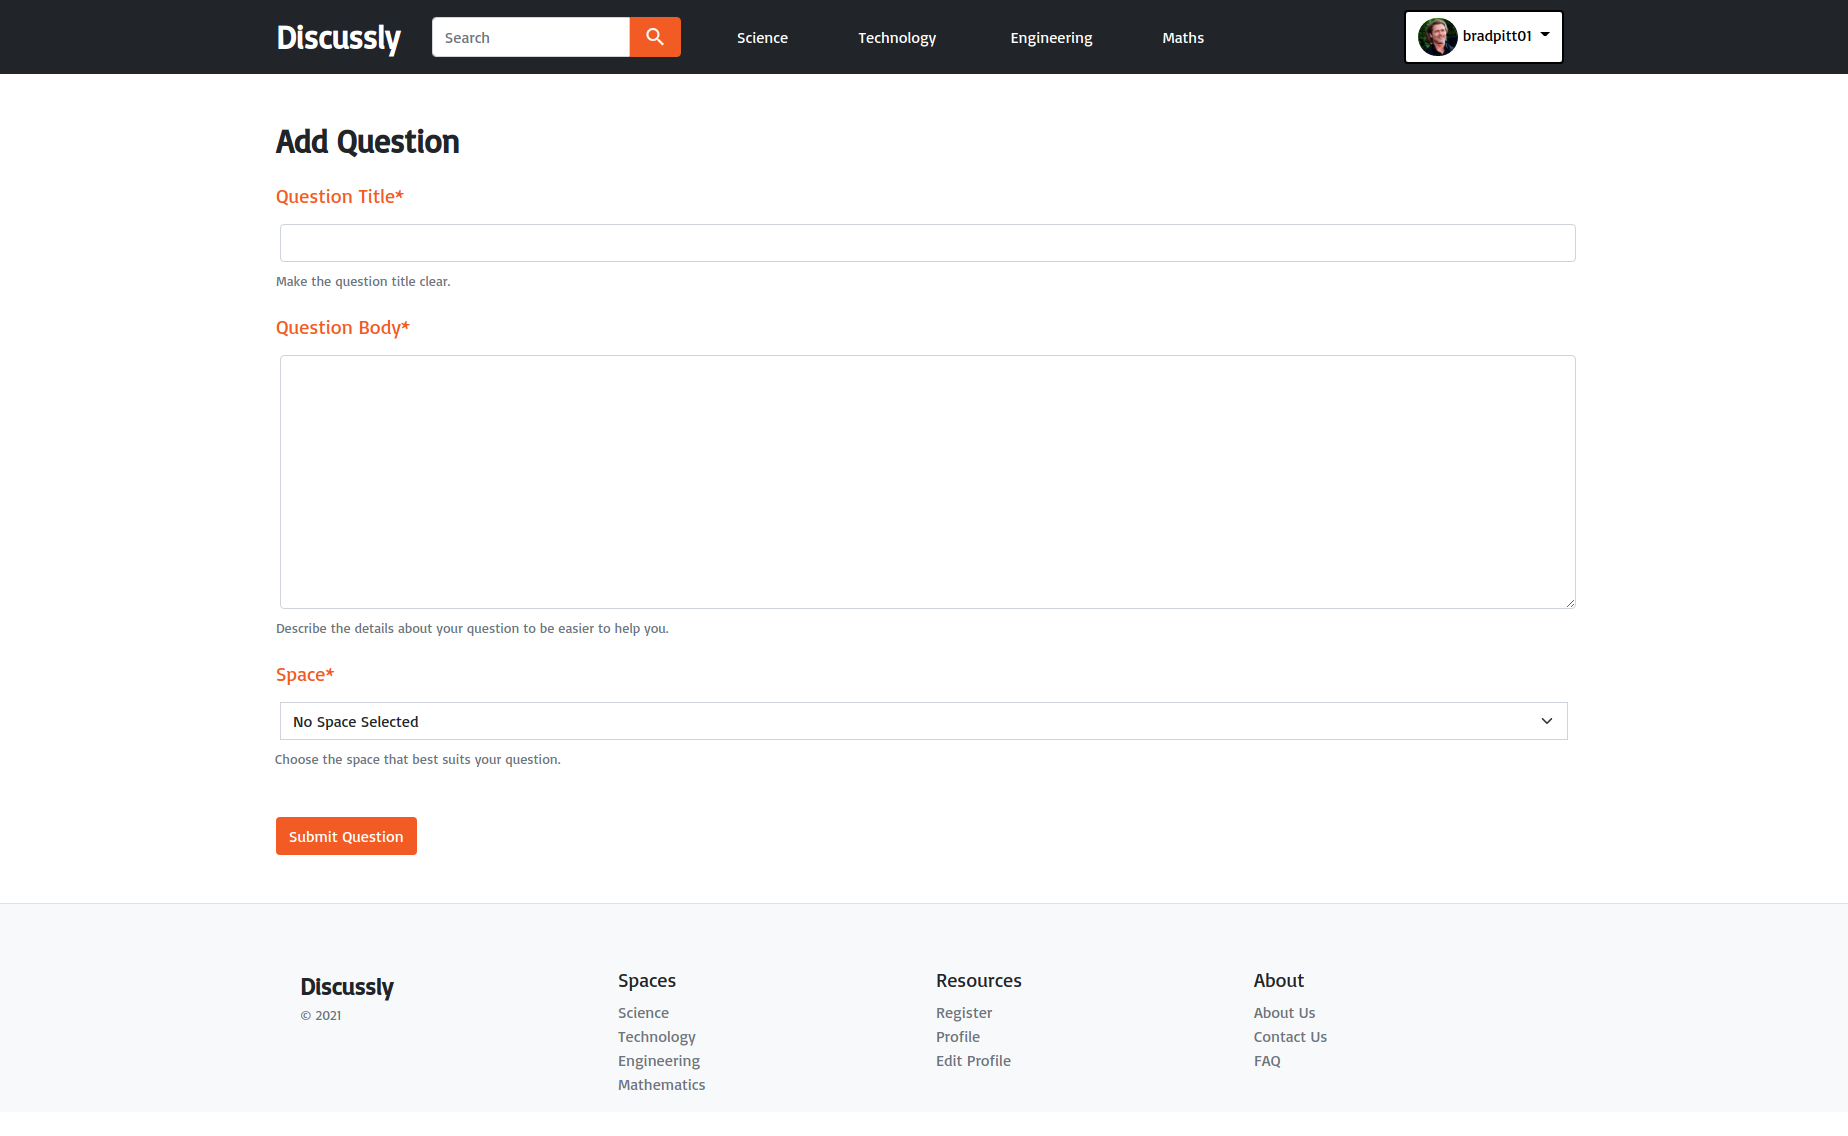 Discussly
Search
Science
Technology
Engineering
Maths
bradpitt01
Add Question
Question Title*
Make the question title clear.
Question Body*
Describe the details about your question to be easier to help you.
Space*
No Space Selected
Choose the space that best suits your question.
Submit Question
Discussly
© 2021
Spaces
Science
Technology
Engineering
Mathematics
Resources
Register
Profile
Edit Profile
About
About Us
Contact Us
FAQ